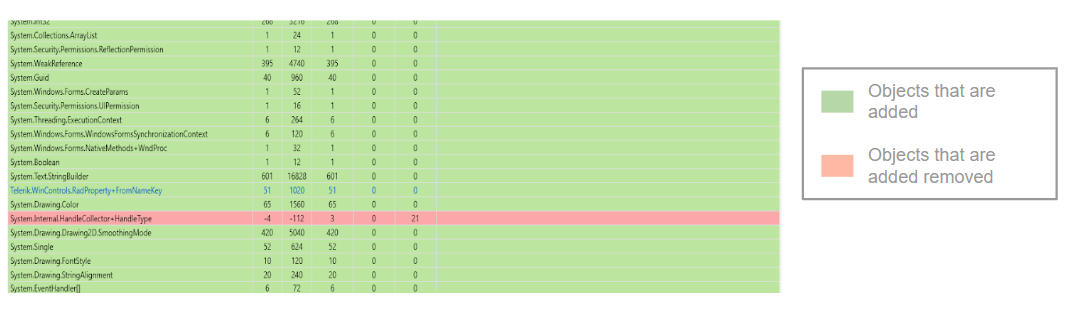 System.Int32 268 3216 268 0 0
System.Collections.ArrayList 1 24 1 0 0
System.Security.Permissions.ReflectionPermission 1 12 1 0 0
System.WeakReference 395 4740 395 0 0
System.Guid 40 960 40 0 0
System.Windows.Forms.CreateParams 1 52 1 0 0
System.Security.Permissions.UIPermission 1 16 1 0 0
System.Threading.ExecutionContext 6 264 6 0 0
System.Windows.Forms.WindowsFormsSynchronizationContext 6 120 6 0 0
System.Windows.Forms.NativeMethods+WndProc 1 32 1 0 0
System.Boolean 1 12 1 0 0
System.Text.StringBuilder 601 16828 601 0 0
Telerik.WinControls.RadProperty+FromNameKey 51 1020 51 0 0
System.Drawing.Color 65 1560 65 0 0
System.Internal.HandleCollector+HandleType -4 -112 3 0 21
System.Drawing.Drawing2D.SmoothingMode 420 5040 420 0 0
System.Single 52 624 52 0 0
System.Drawing.FontStyle 10 120 10 0 0
System.Drawing.StringAlignment 20 240 20 0 0
System.EventHandler[] 6 72 6 0 0
Objects that are
added
Objects that are
added removed